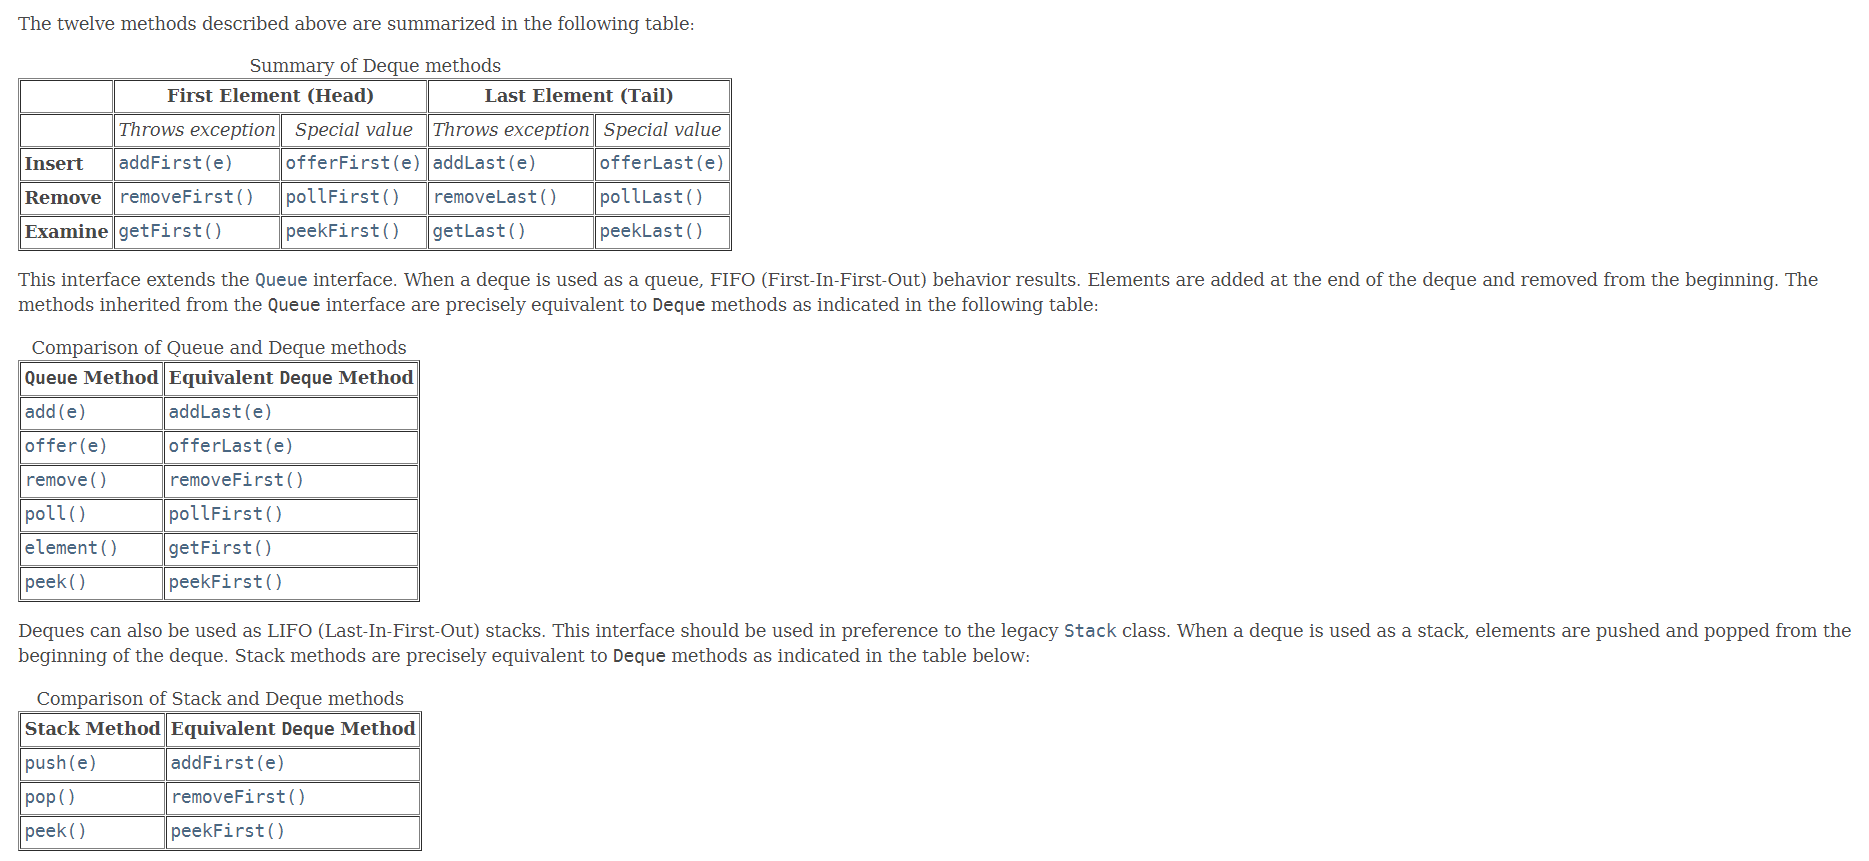 The twelve methods described above are summarized in the following table:
Summary of Deque methods
First Element (Head) Last Element (Tail)
Throws exception Special value Throws exception Special value
Insert addFirst(e) offerFirst(e) addLast(e) offerLast(e)
Remove removeFirst() pollFirst() removeLast() pollLast()
Examine getFirst() peekFirst() getLast() peekLast()
This interface extends the Queue interface. When a deque is used as a queue, FIFO (First-In-First-Out) behavior results. Elements are added at the end of the deque and removed from the beginning. The
methods inherited from the Queue interface are precisely equivalent to Deque methods as indicated in the following table:
Comparison of Queue and Deque methods
Queue Method Equivalent Deque Method
add(e) addLast(e)
offer(e) offerLast(e)
remove() removeFirst()
poll() pollFirst()
element() getFirst()
peek() peekFirst()
Deques can also be used as LIFO (Last-In-First-Out) stacks. This interface should be used in preference to the legacy Stack class. When a deque is used as a stack, elements are pushed and popped from the
beginning of the deque. Stack methods are precisely equivalent to Deque methods as indicated in the table below:
Comparison of Stack and Deque methods
Stack Method Equivalent Deque Method
push(e) addFirst(e)
pop() removeFirst()
peek() peekFirst()